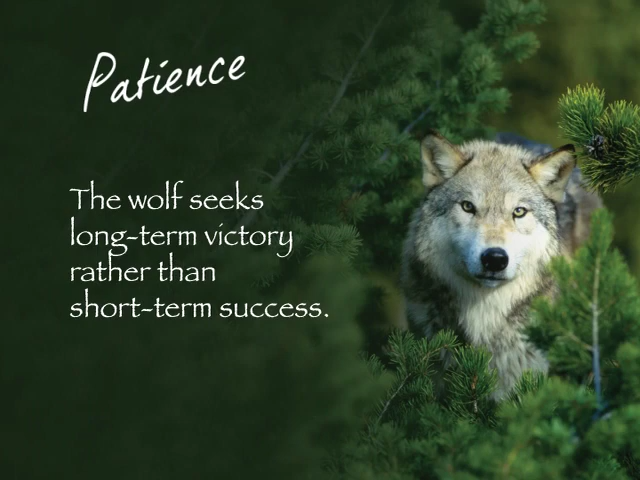 Patience
The wolf seeks
long-term victory
rather than
short-term success.